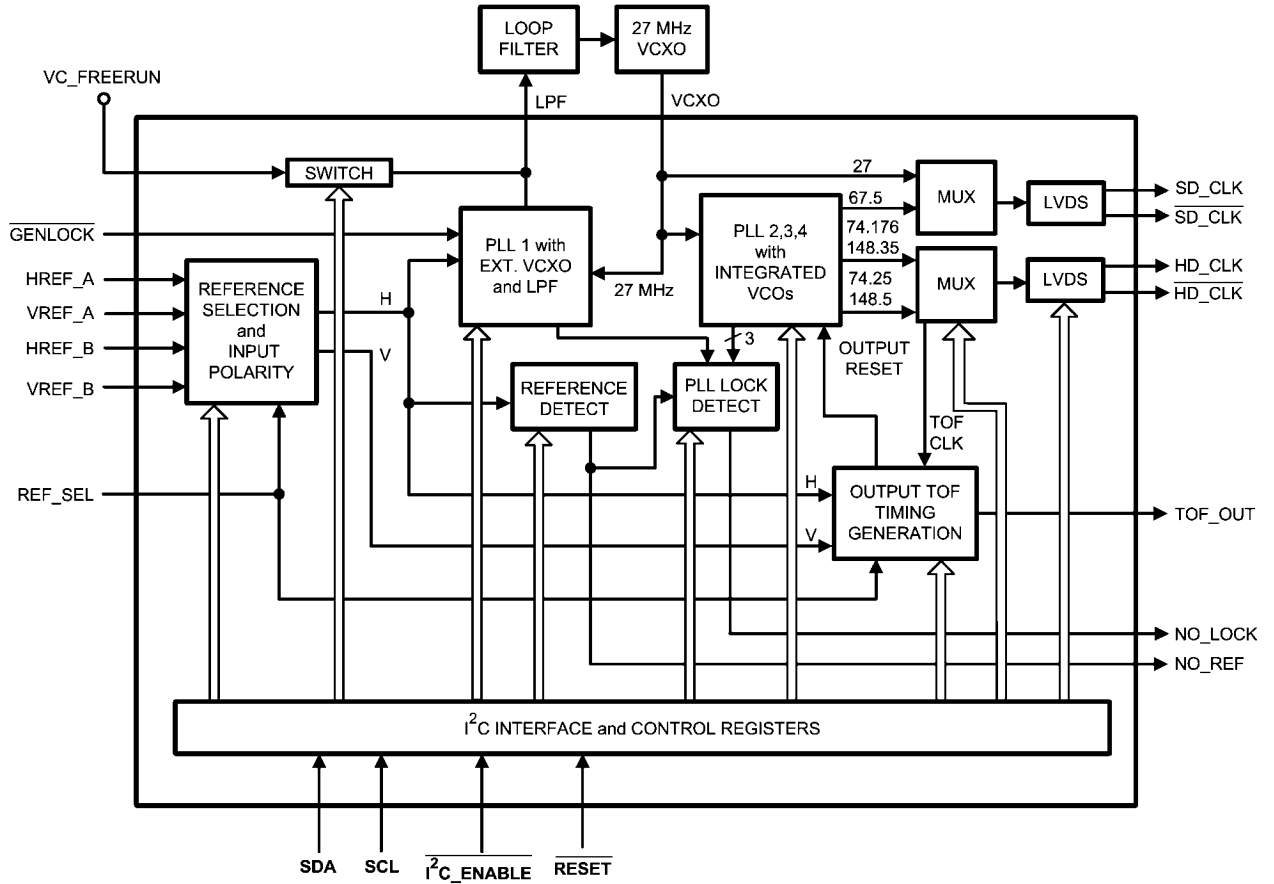 LOOP
FILTER
27 MHz
VCXO
VC_FREERUN
LPF
VCXO
SWITCH
27
MUX
LVDS
SD_CLK
SD_CLK
67.5
GENLOCK
PLL 1 with
EXT. VCXO
and LPF
PLL 2,3,4
with
INTEGRATED
VCOs
74.176
148.35
74.25
148.5
MUX
LVDS
HD_CLK
HD_CLK
HREF_A
VREF_A
HREF_B
VREF_B
REFERENCE
SELECTION
and
INPUT
POLARITY
H
V
27 MHz
3
OUTPUT
RESET
REFERENCE
DETECT
PLL LOCK
DETECT
TOF
CLK
REF_SEL
H
V
OUTPUT TOF
TIMING
GENERATION
TOF_OUT
NO_LOCK
NO_REF
I²C INTERFACE and CONTROL REGISTERS
SDA
SCL
I²C_ENABLE
RESET